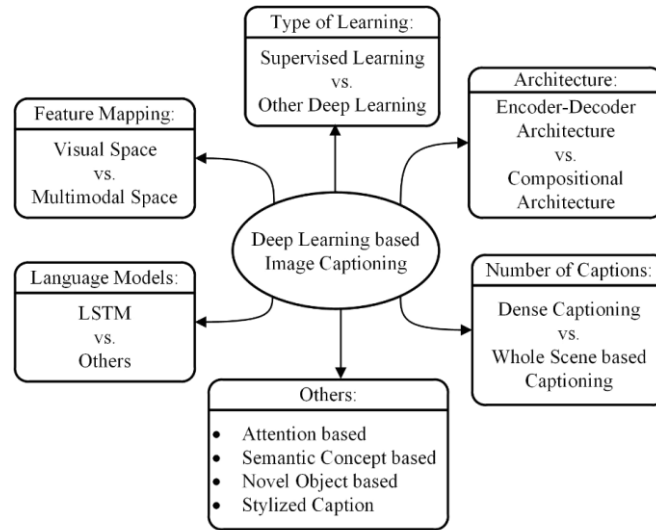 Type of Learning:
Supervised Learning
vs.
Other Deep Learning
Feature Mapping:
Visual Space
vs.
Multimodal Space
Architecture:
Encoder-Decoder
Architecture
vs.
Compositional
Architecture
Deep Learning based
Image Captioning
Language Models:
LSTM
vs.
Others
Number of Captions:
Dense Captioning
vs.
Whole Scene based
Captioning
Others:
• Attention based
• Semantic Concept based
• Novel Object based
• Stylized Caption